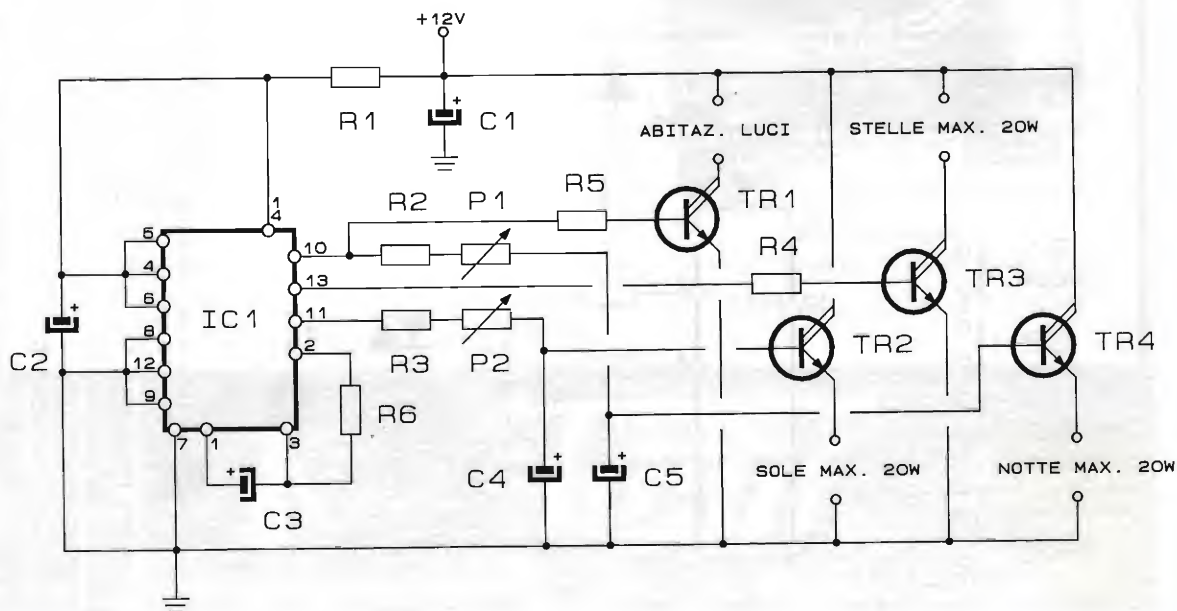 +12V
R1
+
C1
ABITAZ. LUCI
STELLE MAX. 20W
R2
P1
R5
TR1
1
4
5
4
6
8
12
9
10
13
11
2
7
1
3
IC1
+
C2
R4
TR3
R3
P2
TR2
TR4
R6
+
C3
C4
+
+
C5
SOLE MAX. 20W
NOTTE MAX. 20W